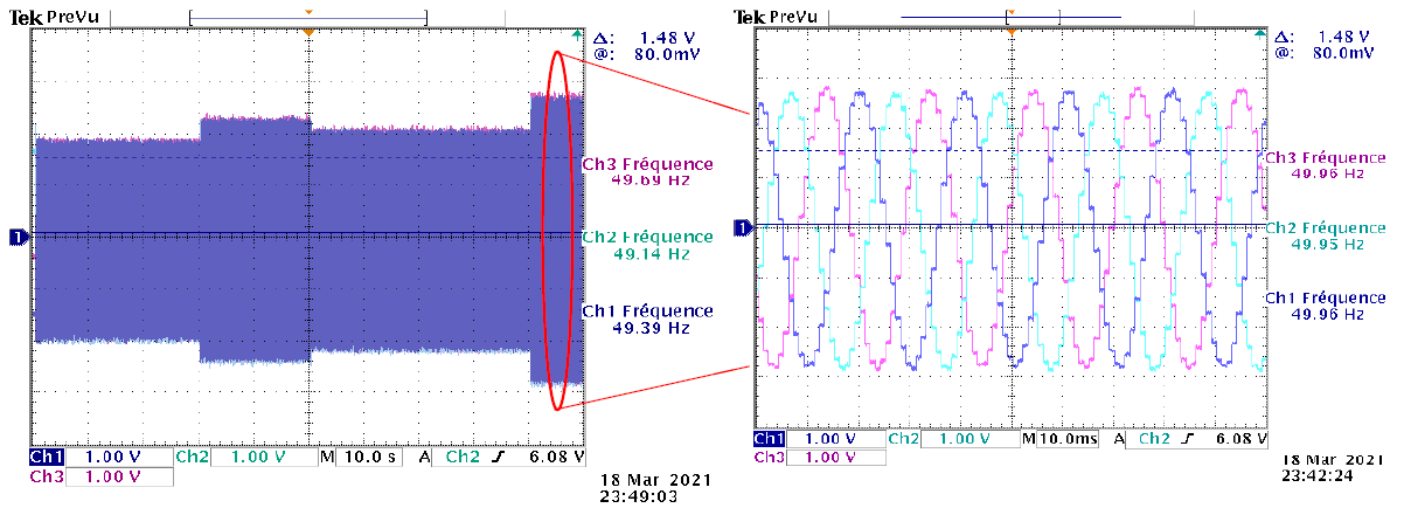 Tek PreVu
Δ: 1.48 V
@: 80.0mV
Ch3 Fréquence
49.69 Hz
1
Ch2 Fréquence
49.14 Hz
Ch1 Fréquence
49.39 Hz
Ch1 1.00 V Ch2 1.00 V M 10.0 s A Ch2 6.08 V
Ch3 1.00 V
18 Mar 2021
23:49:03
Tek PreVu
Δ: 1.48 V
@: 80.0mV
Ch3 Fréquence
49.96 Hz
1
Ch2 Fréquence
49.95 Hz
Ch1 Fréquence
49.96 Hz
Ch1 1.00 V Ch2 1.00 V M 10.0ms A Ch2 6.08 V
Ch3 1.00 V
18 Mar 2021
23:42:24